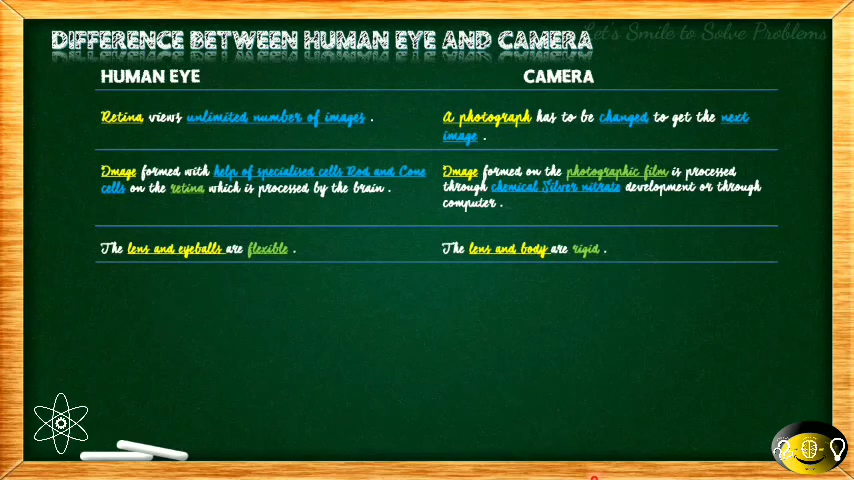 Let's Smile to Solve Problems
DIFFERENCE BETWEEN HUMAN EYE AND CAMERA
HUMAN EYE CAMERA
Retina views unlimited number of images .
A photograph has to be changed to get the next
image .
Image formed with help of specialised cells Rod and Cone
cells on the retina which is processed by the brain .
Image formed on the photographic film is processed
through chemical Silver nitrate development or through
computer .
The lens and eyeballs are flexible .
The lens and body are rigid .